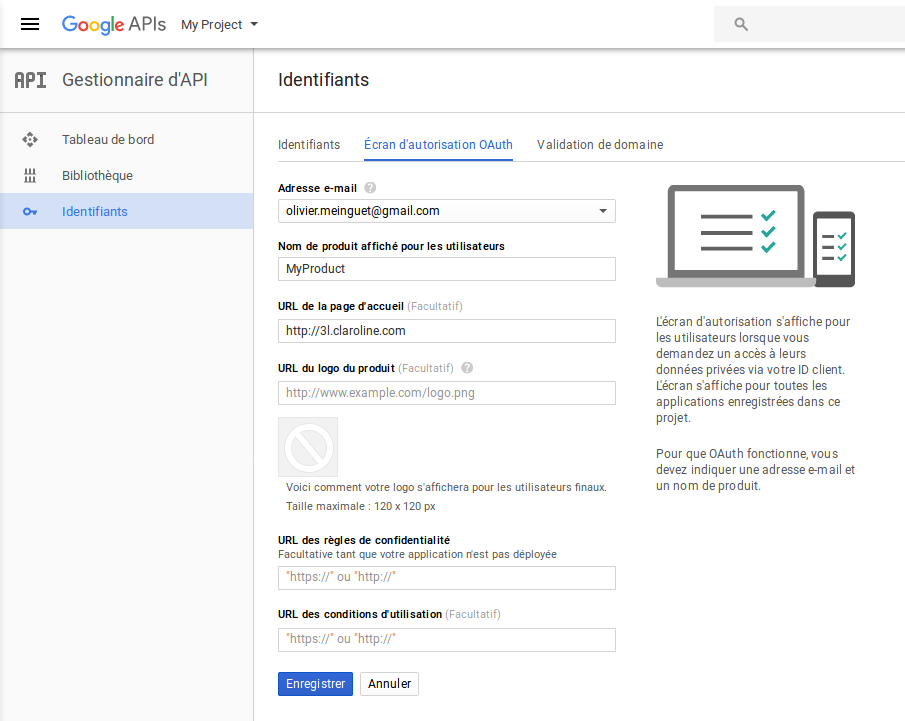 Google APIs My Project
API Gestionnaire d'API
Identifiants
Tableau de bord
Bibliothèque
Identifiants
Identifiants Écran d'autorisation OAuth Validation de domaine
Adresse e-mail ?
olivier.meinguet@gmail.com
Nom de produit affiché pour les utilisateurs
MyProduct
URL de la page d'accueil (Facultatif)
http://3l.claroline.com
URL du logo du produit (Facultatif) ?
http://www.example.com/logo.png
Voici comment votre logo s'affichera pour les utilisateurs finaux.
Taille maximale : 120 x 120 px
URL des règles de confidentialité
Facultative tant que votre application n'est pas déployée
"https://" ou "http://"
URL des conditions d'utilisation (Facultatif)
"https://" ou "http://"
Enregistrer Annuler
L'écran d'autorisation s'affiche pour
les utilisateurs lorsque vous
demandez un accès à leurs
données privées via votre ID client.
L'écran s'affiche pour toutes les
applications enregistrées dans ce
projet.
Pour que OAuth fonctionne, vous
devez indiquer une adresse e-mail et
un nom de produit.